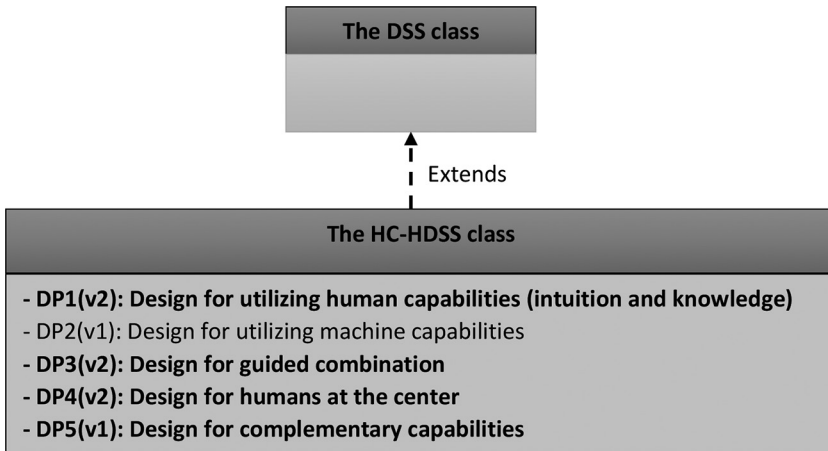 The DSS class
Extends
The HC-HDSS class
- DP1(v2): Design for utilizing human capabilities (intuition and knowledge)
- DP2(v1): Design for utilizing machine capabilities
- DP3(v2): Design for guided combination
- DP4(v2): Design for humans at the center
- DP5(v1): Design for complementary capabilities